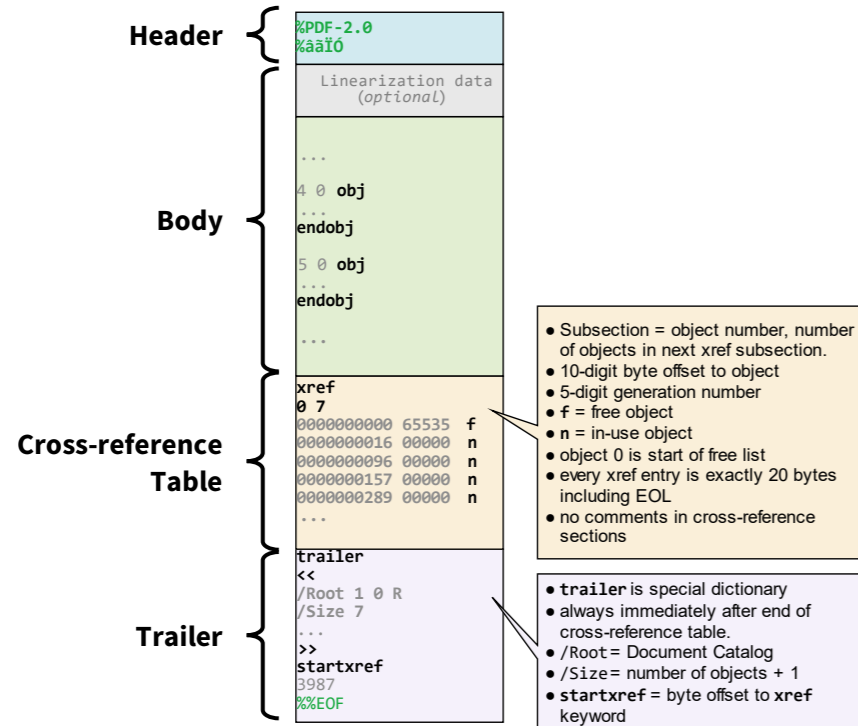 Header
%PDF-2.0
%âãÏÓ
Linearization data
(optional)
Body
...
4 0 obj
...
endobj
5 0 obj
...
endobj
...
Cross-reference
Table
xref
0 7
0000000000 65535 f
0000000016 00000 n
0000000096 00000 n
0000000157 00000 n
0000000289 00000 n
...
● Subsection = object number, number
of objects in next xref subsection.
● 10-digit byte offset to object
● 5-digit generation number
● f = free object
● n = in-use object
● object 0 is start of free list
● every xref entry is exactly 20 bytes
including EOL
● no comments in cross-reference
sections
Trailer
trailer
<<
/Root 1 0 R
/Size 7
...
>>
startxref
3987
%%EOF
● trailer is special dictionary
● always immediately after end of
cross-reference table.
● /Root = Document Catalog
● /Size = number of objects + 1
● startxref = byte offset to xref
keyword